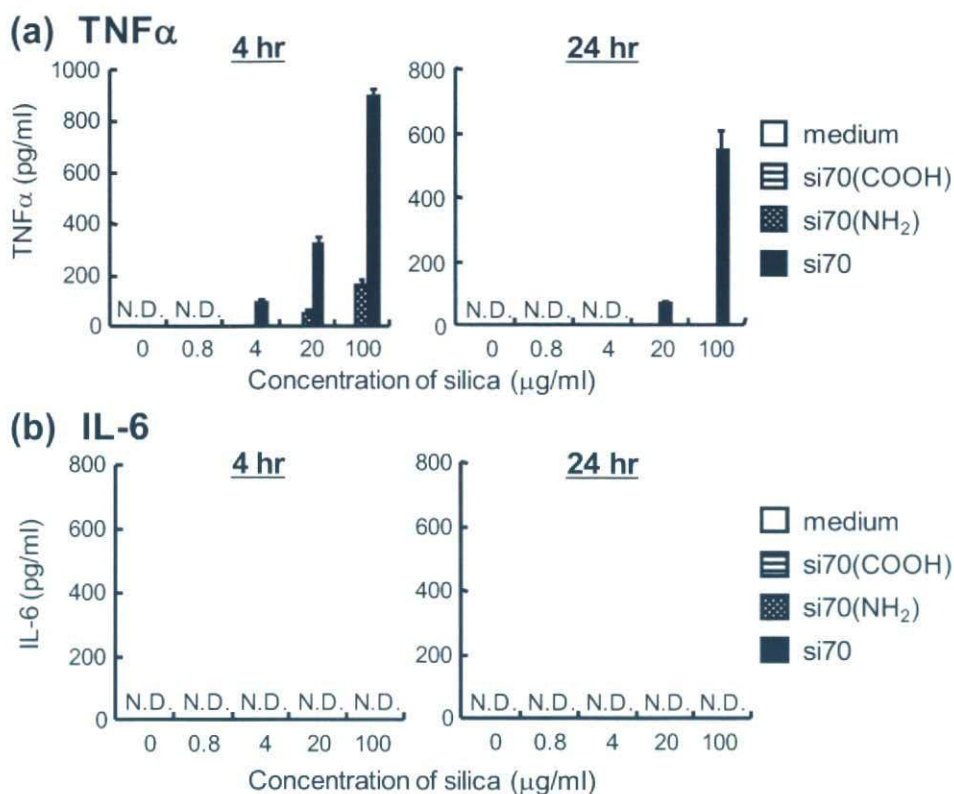 (a) TNFα
4 hr
24 hr
TNFα (pg/ml)
1000
800
600
400
200
0
N.D. N.D.
0 0.8 4 20 100
800
600
400
200
0
N.D. N.D. N.D.
0 0.8 4 20 100
Concentration of silica (μg/ml)
medium
si70(COOH)
si70(NH₂)
si70
(b) IL-6
4 hr
24 hr
IL-6 (pg/ml)
800
600
400
200
0
N.D. N.D. N.D. N.D. N.D.
0 0.8 4 20 100
800
600
400
200
0
N.D. N.D. N.D. N.D. N.D.
0 0.8 4 20 100
Concentration of silica (μg/ml)
medium
si70(COOH)
si70(NH₂)
si70